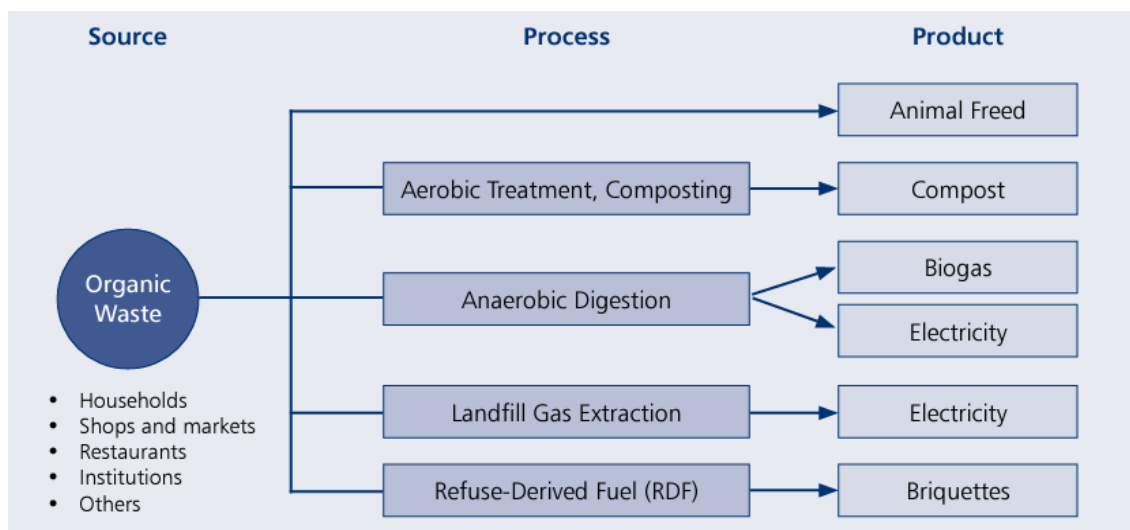 Source
Process
Product
Animal Freed
Aerobic Treatment, Composting
Compost
Organic
Waste
Anaerobic Digestion
Biogas
Electricity
• Households
• Shops and markets
• Restaurants
• Institutions
• Others
Landfill Gas Extraction
Electricity
Refuse-Derived Fuel (RDF)
Briquettes